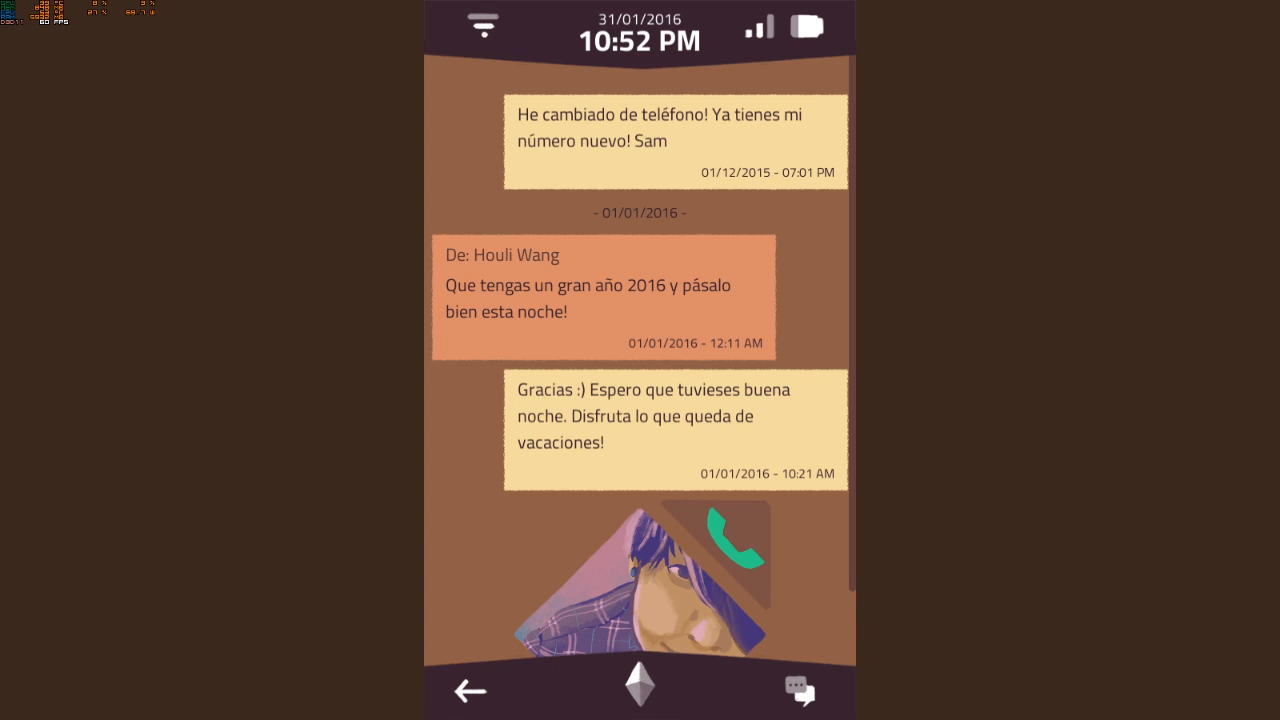 31/01/2016
10:52 PM
He cambiado de teléfono! Ya tienes mi
número nuevo! Sam
01/12/2015 - 07:01 PM
- 01/01/2016 -
De: Houli Wang
Que tengas un gran año 2016 y pásalo
bien esta noche!
01/01/2016 - 12:11 AM
Gracias :) Espero que tuvieses buena
noche. Disfruta lo que queda de
vacaciones!
01/01/2016 - 10:21 AM
60 FPS